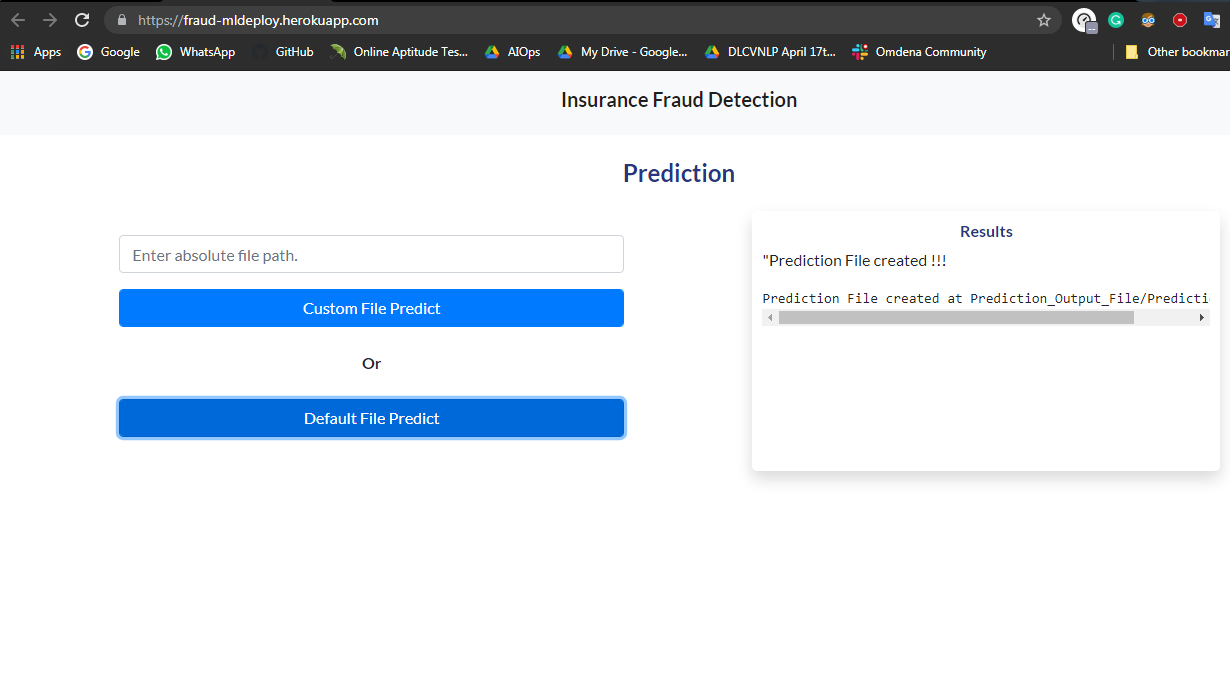 https://fraud-mldeploy.herokuapp.com
Apps Google WhatsApp GitHub Online Aptitude Tes... AIOps My Drive - Google... DLCVNLP April 17t... Omdena Community Other bookmar
Insurance Fraud Detection
Prediction
Enter absolute file path.
Custom File Predict
Or
Default File Predict
Results
"Prediction File created !!!
Prediction File created at Prediction_Output_File/Predictio